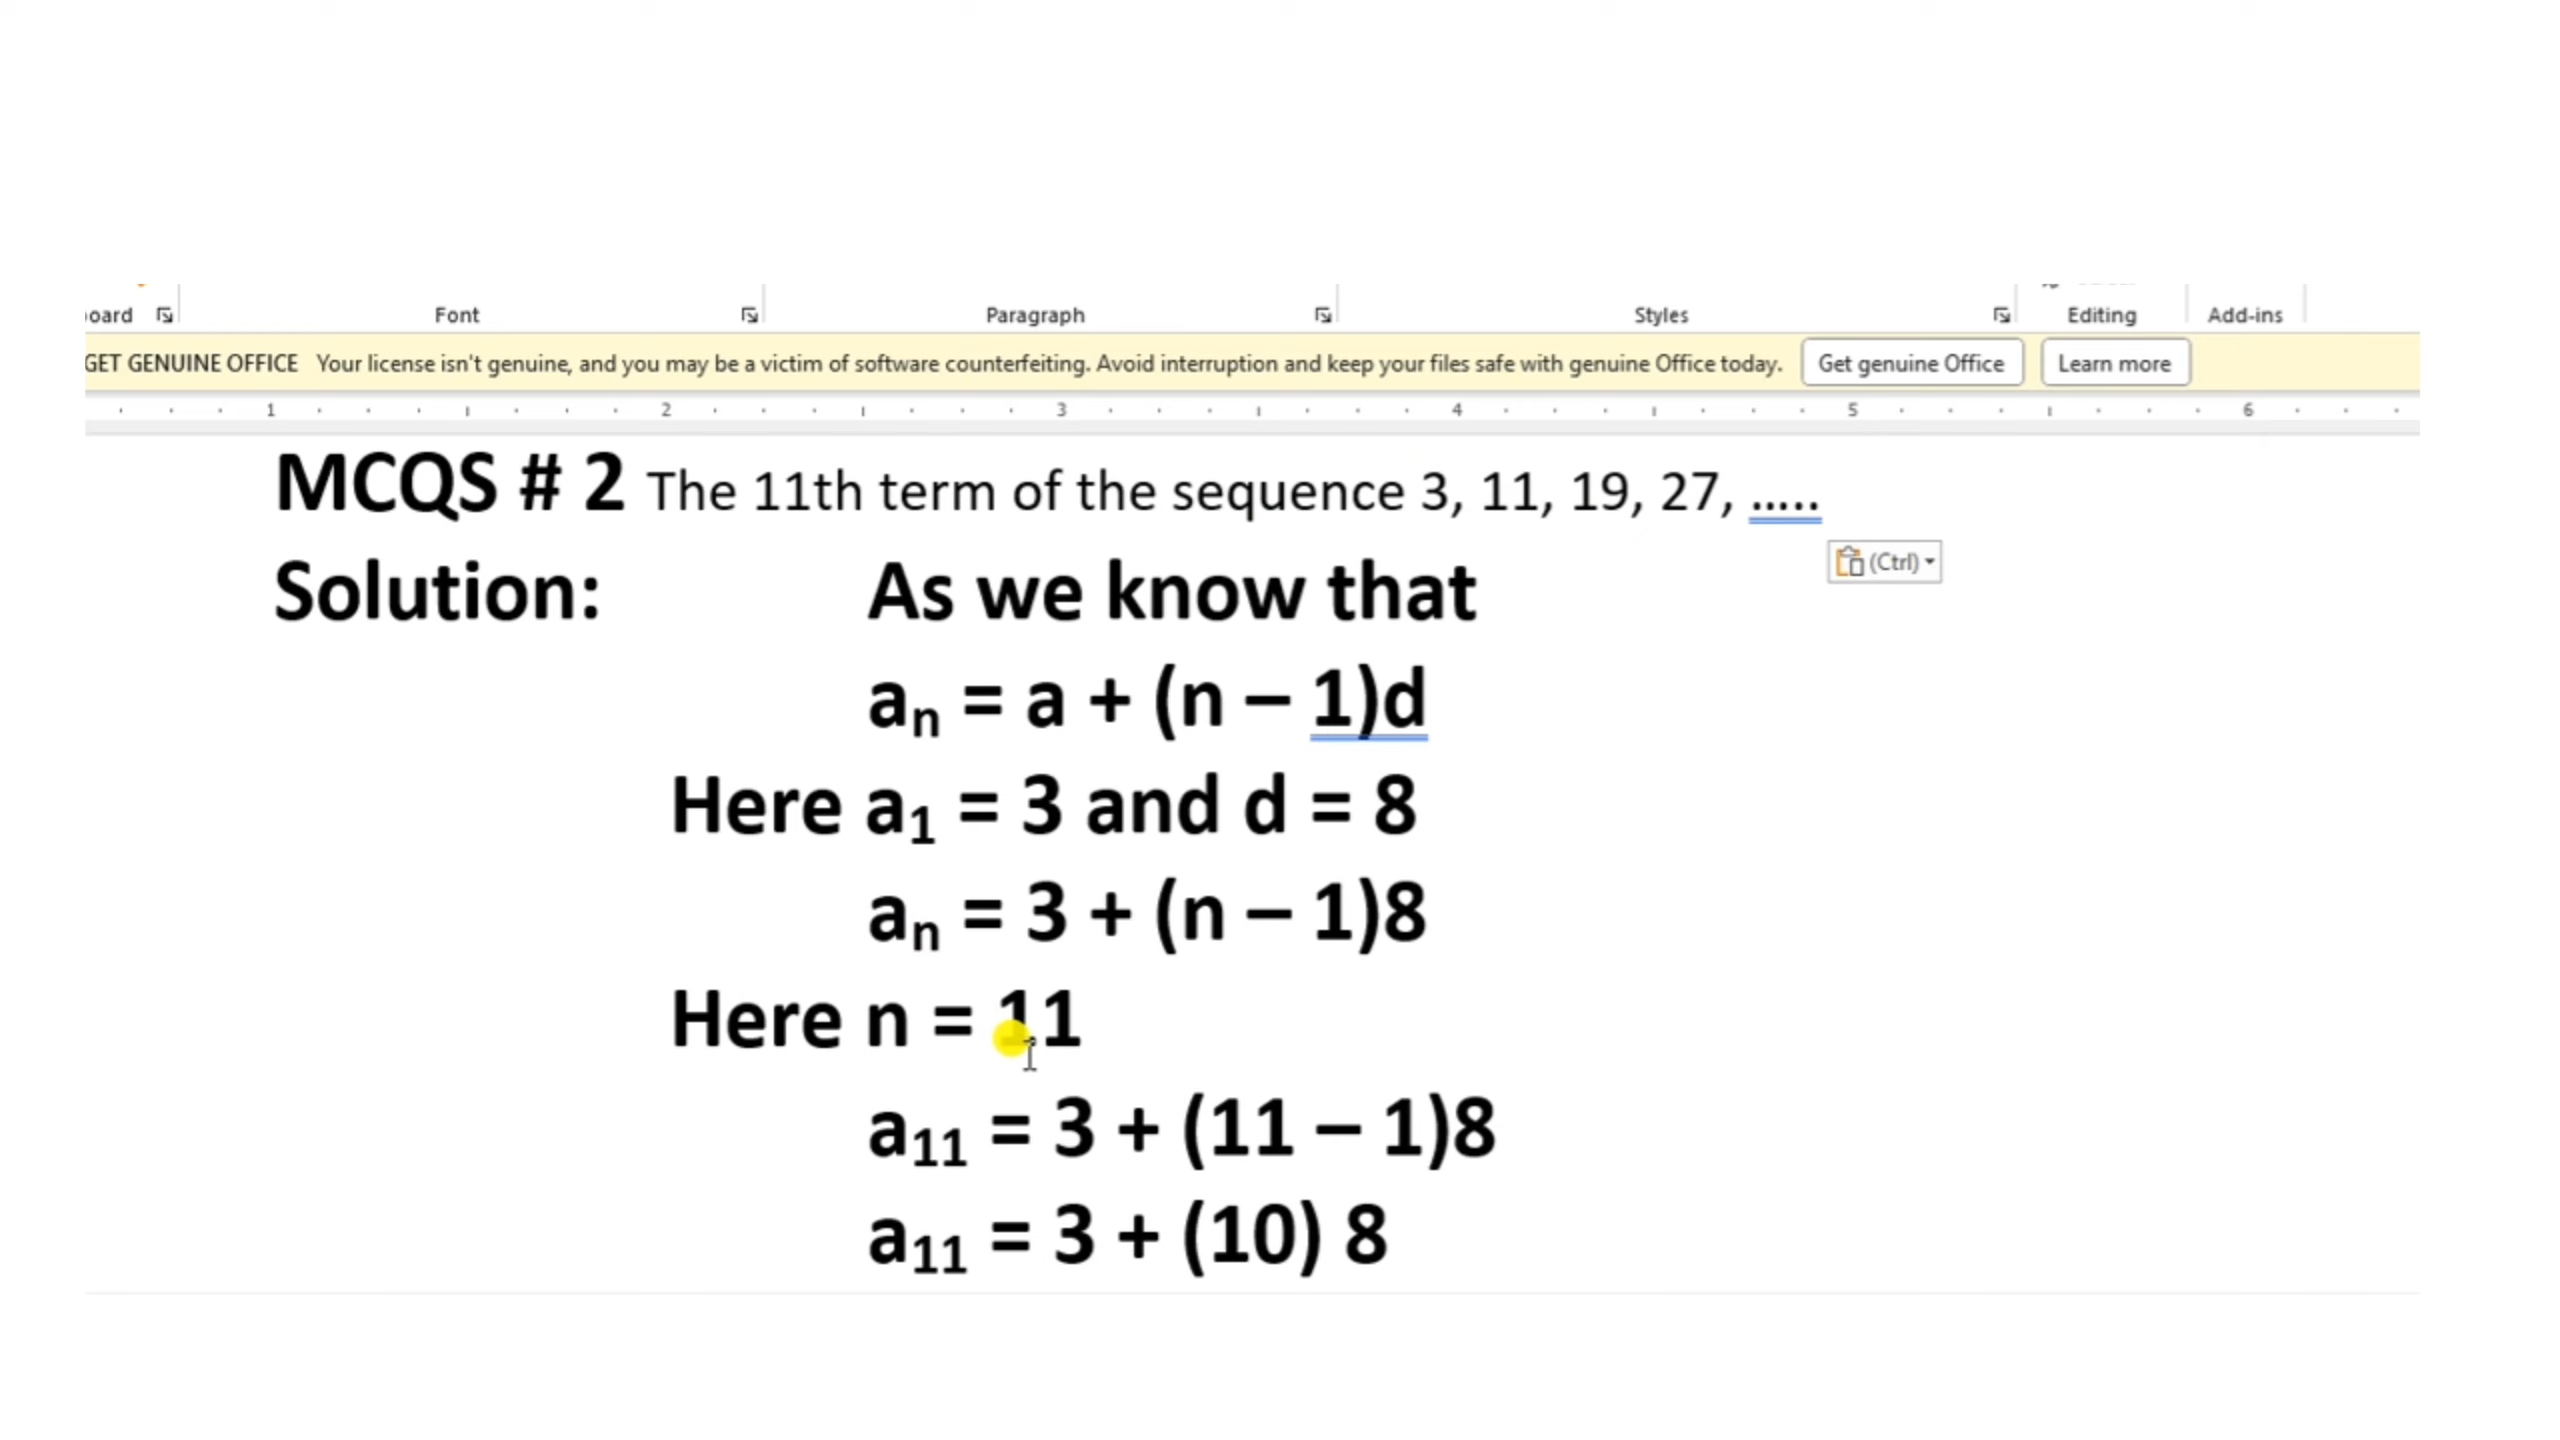 oard Font Paragraph Styles Editing Add-ins
GET GENUINE OFFICE Your license isn't genuine, and you may be a victim of software counterfeiting. Avoid interruption and keep your files safe with genuine Office today. Get genuine Office Learn more
1 2 3 4 5 6
MCQS # 2 The 11th term of the sequence 3, 11, 19, 27, .....
(Ctrl)
Solution: As we know that
aₙ = a + (n – 1)d
Here a₁ = 3 and d = 8
aₙ = 3 + (n – 1)8
Here n = 11
a₁₁ = 3 + (11 – 1)8
a₁₁ = 3 + (10) 8